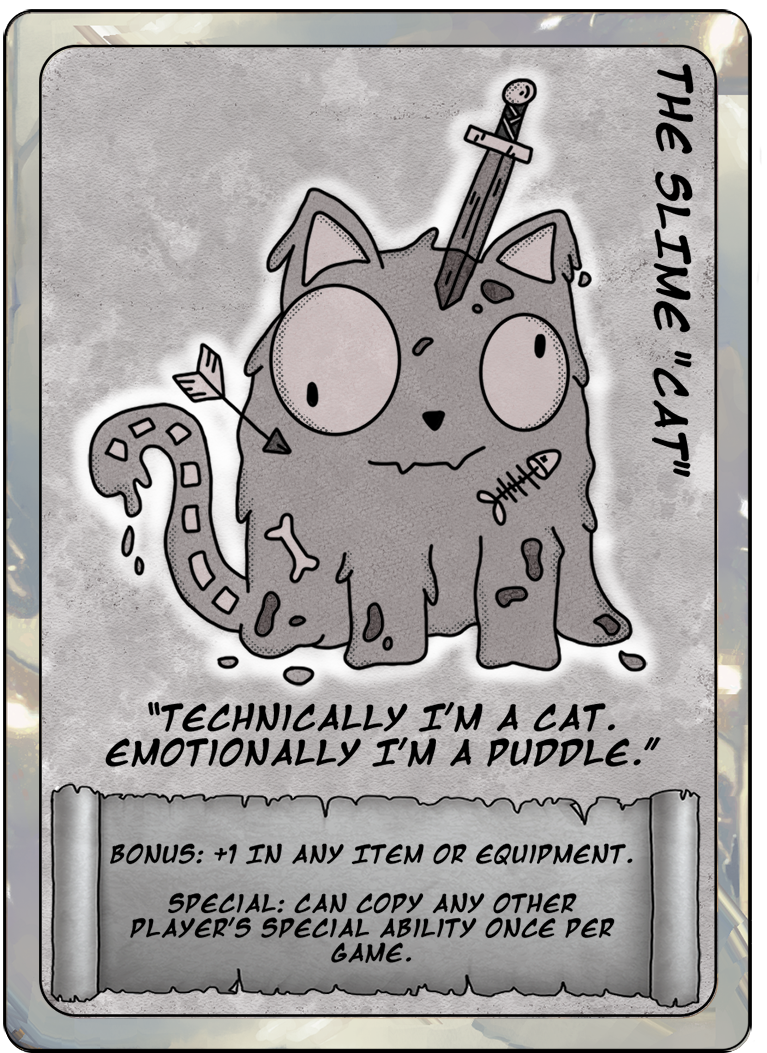 THE SLIME "CAT"
"TECHNICALLY I'M A CAT.
EMOTIONALLY I'M A PUDDLE."
BONUS: +1 IN ANY ITEM OR EQUIPMENT.
SPECIAL: CAN COPY ANY OTHER
PLAYER'S SPECIAL ABILITY ONCE PER
GAME.